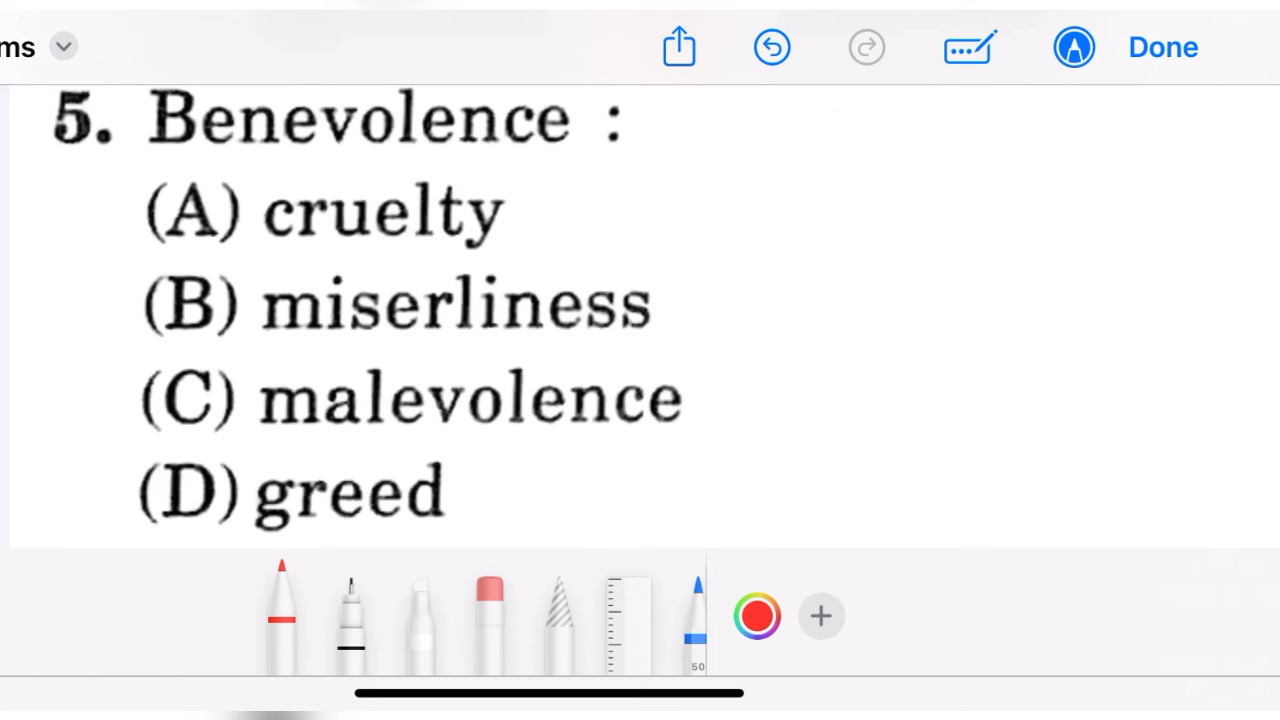 ms
Done
5. Benevolence :
(A) cruelty
(B) miserliness
(C) malevolence
(D) greed
50